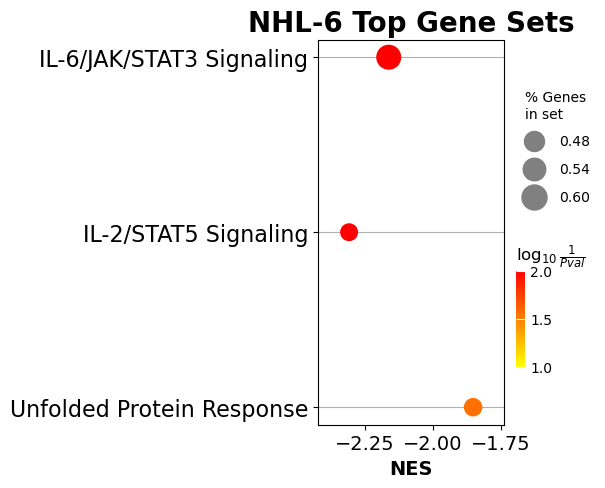 NHL-6 Top Gene Sets
IL-6/JAK/STAT3 Signaling
IL-2/STAT5 Signaling
Unfolded Protein Response
−2.25 −2.00 −1.75
NES
% Genes
in set
0.48
0.54
0.60
log₁₀ 1/Pval
2.0
1.5
1.0